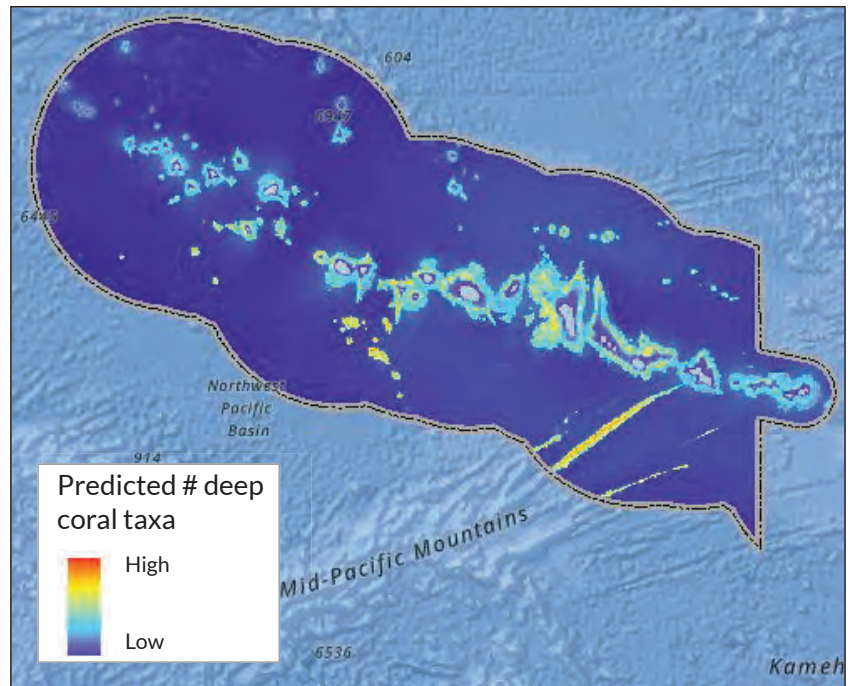 604
6947
6445
Northwest
Pacific
Basin
914
Predicted # deep
coral taxa
High
Low
Mid-Pacific Mountains
6536
Kameh